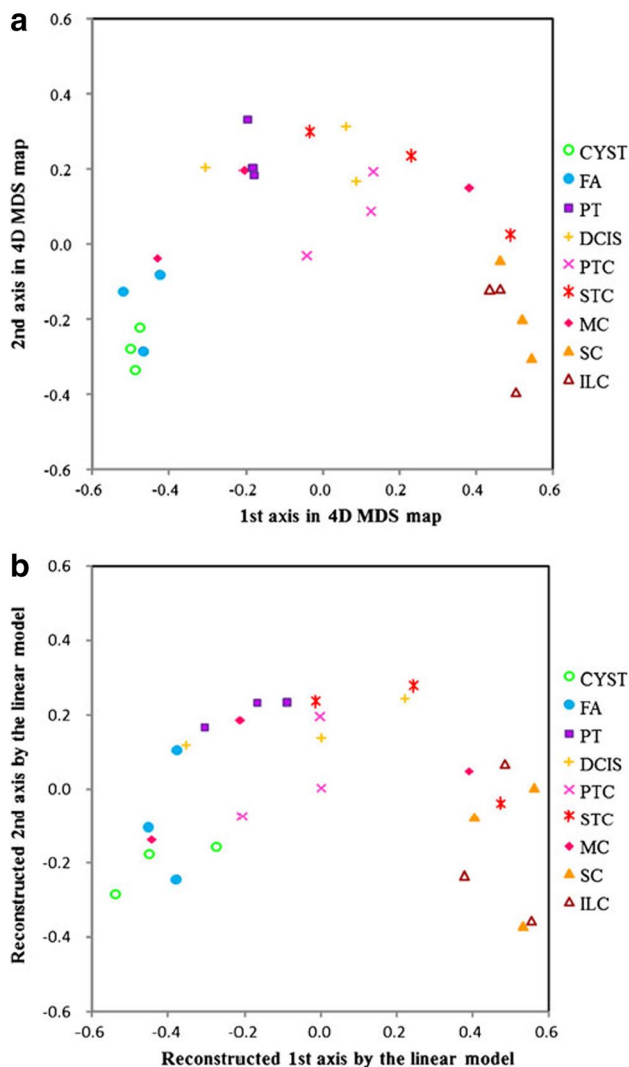 a
0.6
0.4
0.2
0.0
-0.2
-0.4
-0.6
2nd axis in 4D MDS map
-0.6 -0.4 -0.2 0.0 0.2 0.4 0.6
1st axis in 4D MDS map
CYST
FA
PT
DCIS
PTC
STC
MC
SC
ILC
b
0.6
0.4
0.2
0.0
-0.2
-0.4
-0.6
Reconstructed 2nd axis by the linear model
-0.6 -0.4 -0.2 0.0 0.2 0.4 0.6
Reconstructed 1st axis by the linear model
CYST
FA
PT
DCIS
PTC
STC
MC
SC
ILC